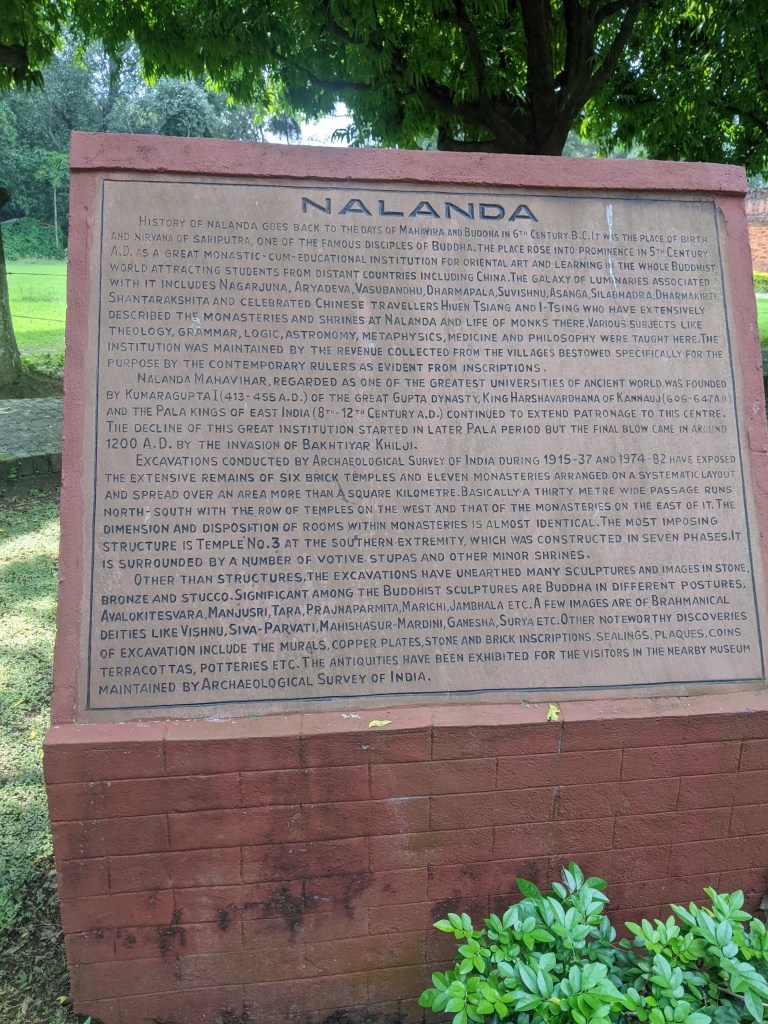 NALANDA
HISTORY OF NALANDA GOES BACK TO THE DAYS OF MAHAVIRA AND BUDDHA IN 6TH CENTURY B.C. IT WAS THE PLACE OF BIRTH
AND NIRVANA OF SARIPUTRA, ONE OF THE FAMOUS DISCIPLES OF BUDDHA. THE PLACE ROSE INTO PROMINENCE IN 5TH CENTURY
A.D. AS A GREAT MONASTIC-CUM-EDUCATIONAL INSTITUTION FOR ORIENTAL ART AND LEARNING IN THE WHOLE BUDDHIST
WORLD ATTRACTING STUDENTS FROM DISTANT COUNTRIES INCLUDING CHINA. THE GALAXY OF LUMINARIES ASSOCIATED
WITH IT INCLUDES NAGARJUNA, ARYADEVA, VASUBANDHU, DHARMAPALA, SUVISHNU, ASANGA, SILABHADRA, DHARMAKIRTI,
SHANTARAKSHITA AND CELEBRATED CHINESE TRAVELLERS HIUEN TSIANG AND I-TSING WHO HAVE EXTENSIVELY
DESCRIBED THE MONASTERIES AND SHRINES AT NALANDA AND LIFE OF MONKS THERE. VARIOUS SUBJECTS LIKE
THEOLOGY, GRAMMAR, LOGIC, ASTRONOMY, METAPHYSICS, MEDICINE AND PHILOSOPHY WERE TAUGHT HERE. THE
INSTITUTION WAS MAINTAINED BY THE REVENUE COLLECTED FROM THE VILLAGES BESTOWED SPECIFICALLY FOR THE
PURPOSE BY THE CONTEMPORARY RULERS AS EVIDENT FROM INSCRIPTIONS.
NALANDA MAHAVIHAR, REGARDED AS ONE OF THE GREATEST UNIVERSITIES OF ANCIENT WORLD WAS FOUNDED
BY KUMARAGUPTA I (413-455 A.D.) OF THE GREAT GUPTA DYNASTY, KING HARSHAVARDHANA OF KANNAUJ (606-647 A.D)
AND THE PALA KINGS OF EAST INDIA (8TH-12TH CENTURY A.D.) CONTINUED TO EXTEND PATRONAGE TO THIS CENTRE.
THE DECLINE OF THIS GREAT INSTITUTION STARTED IN LATER PALA PERIOD BUT THE FINAL BLOW CAME IN AROUND
1200 A.D. BY THE INVASION OF BAKHTIYAR KHILJI.
EXCAVATIONS CONDUCTED BY ARCHAEOLOGICAL SURVEY OF INDIA DURING 1915-37 AND 1974-82 HAVE EXPOSED
THE EXTENSIVE REMAINS OF SIX BRICK TEMPLES AND ELEVEN MONASTERIES ARRANGED ON A SYSTEMATIC LAYOUT
AND SPREAD OVER AN AREA MORE THAN A SQUARE KILOMETRE. BASICALLY A THIRTY METRE WIDE PASSAGE RUNS
NORTH-SOUTH WITH THE ROW OF TEMPLES ON THE WEST AND THAT OF THE MONASTERIES ON THE EAST OF IT. THE
DIMENSION AND DISPOSITION OF ROOMS WITHIN MONASTERIES IS ALMOST IDENTICAL. THE MOST IMPOSING
STRUCTURE IS TEMPLE NO. 3 AT THE SOUTHERN EXTREMITY, WHICH WAS CONSTRUCTED IN SEVEN PHASES. IT
IS SURROUNDED BY A NUMBER OF VOTIVE STUPAS AND OTHER MINOR SHRINES.
OTHER THAN STRUCTURES, THE EXCAVATIONS HAVE UNEARTHED MANY SCULPTURES AND IMAGES IN STONE,
BRONZE AND STUCCO. SIGNIFICANT AMONG THE BUDDHIST SCULPTURES ARE BUDDHA IN DIFFERENT POSTURES,
AVALOKITESVARA, MANJUSRI, TARA, PRAJNAPARMITA, MARICHI, JAMBHALA ETC. A FEW IMAGES ARE OF BRAHMANICAL
DEITIES LIKE VISHNU, SIVA-PARVATI, MAHISHASUR-MARDINI, GANESHA, SURYA ETC. OTHER NOTEWORTHY DISCOVERIES
OF EXCAVATION INCLUDE THE MURALS, COPPER PLATES, STONE AND BRICK INSCRIPTIONS, SEALINGS, PLAQUES, COINS
TERRACOTTAS, POTTERIES ETC. THE ANTIQUITIES HAVE BEEN EXHIBITED FOR THE VISITORS IN THE NEARBY MUSEUM
MAINTAINED BY ARCHAEOLOGICAL SURVEY OF INDIA.